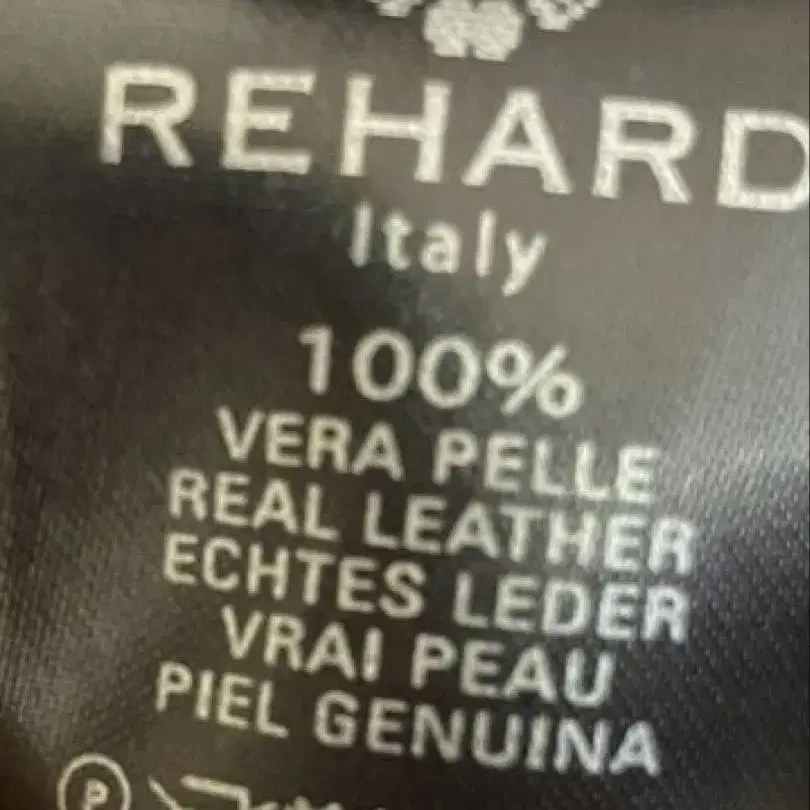 REHARD
Italy
100%
VERA PELLE
REAL LEATHER
ECHTES LEDER
VRAI PEAU
PIEL GENUINA
P